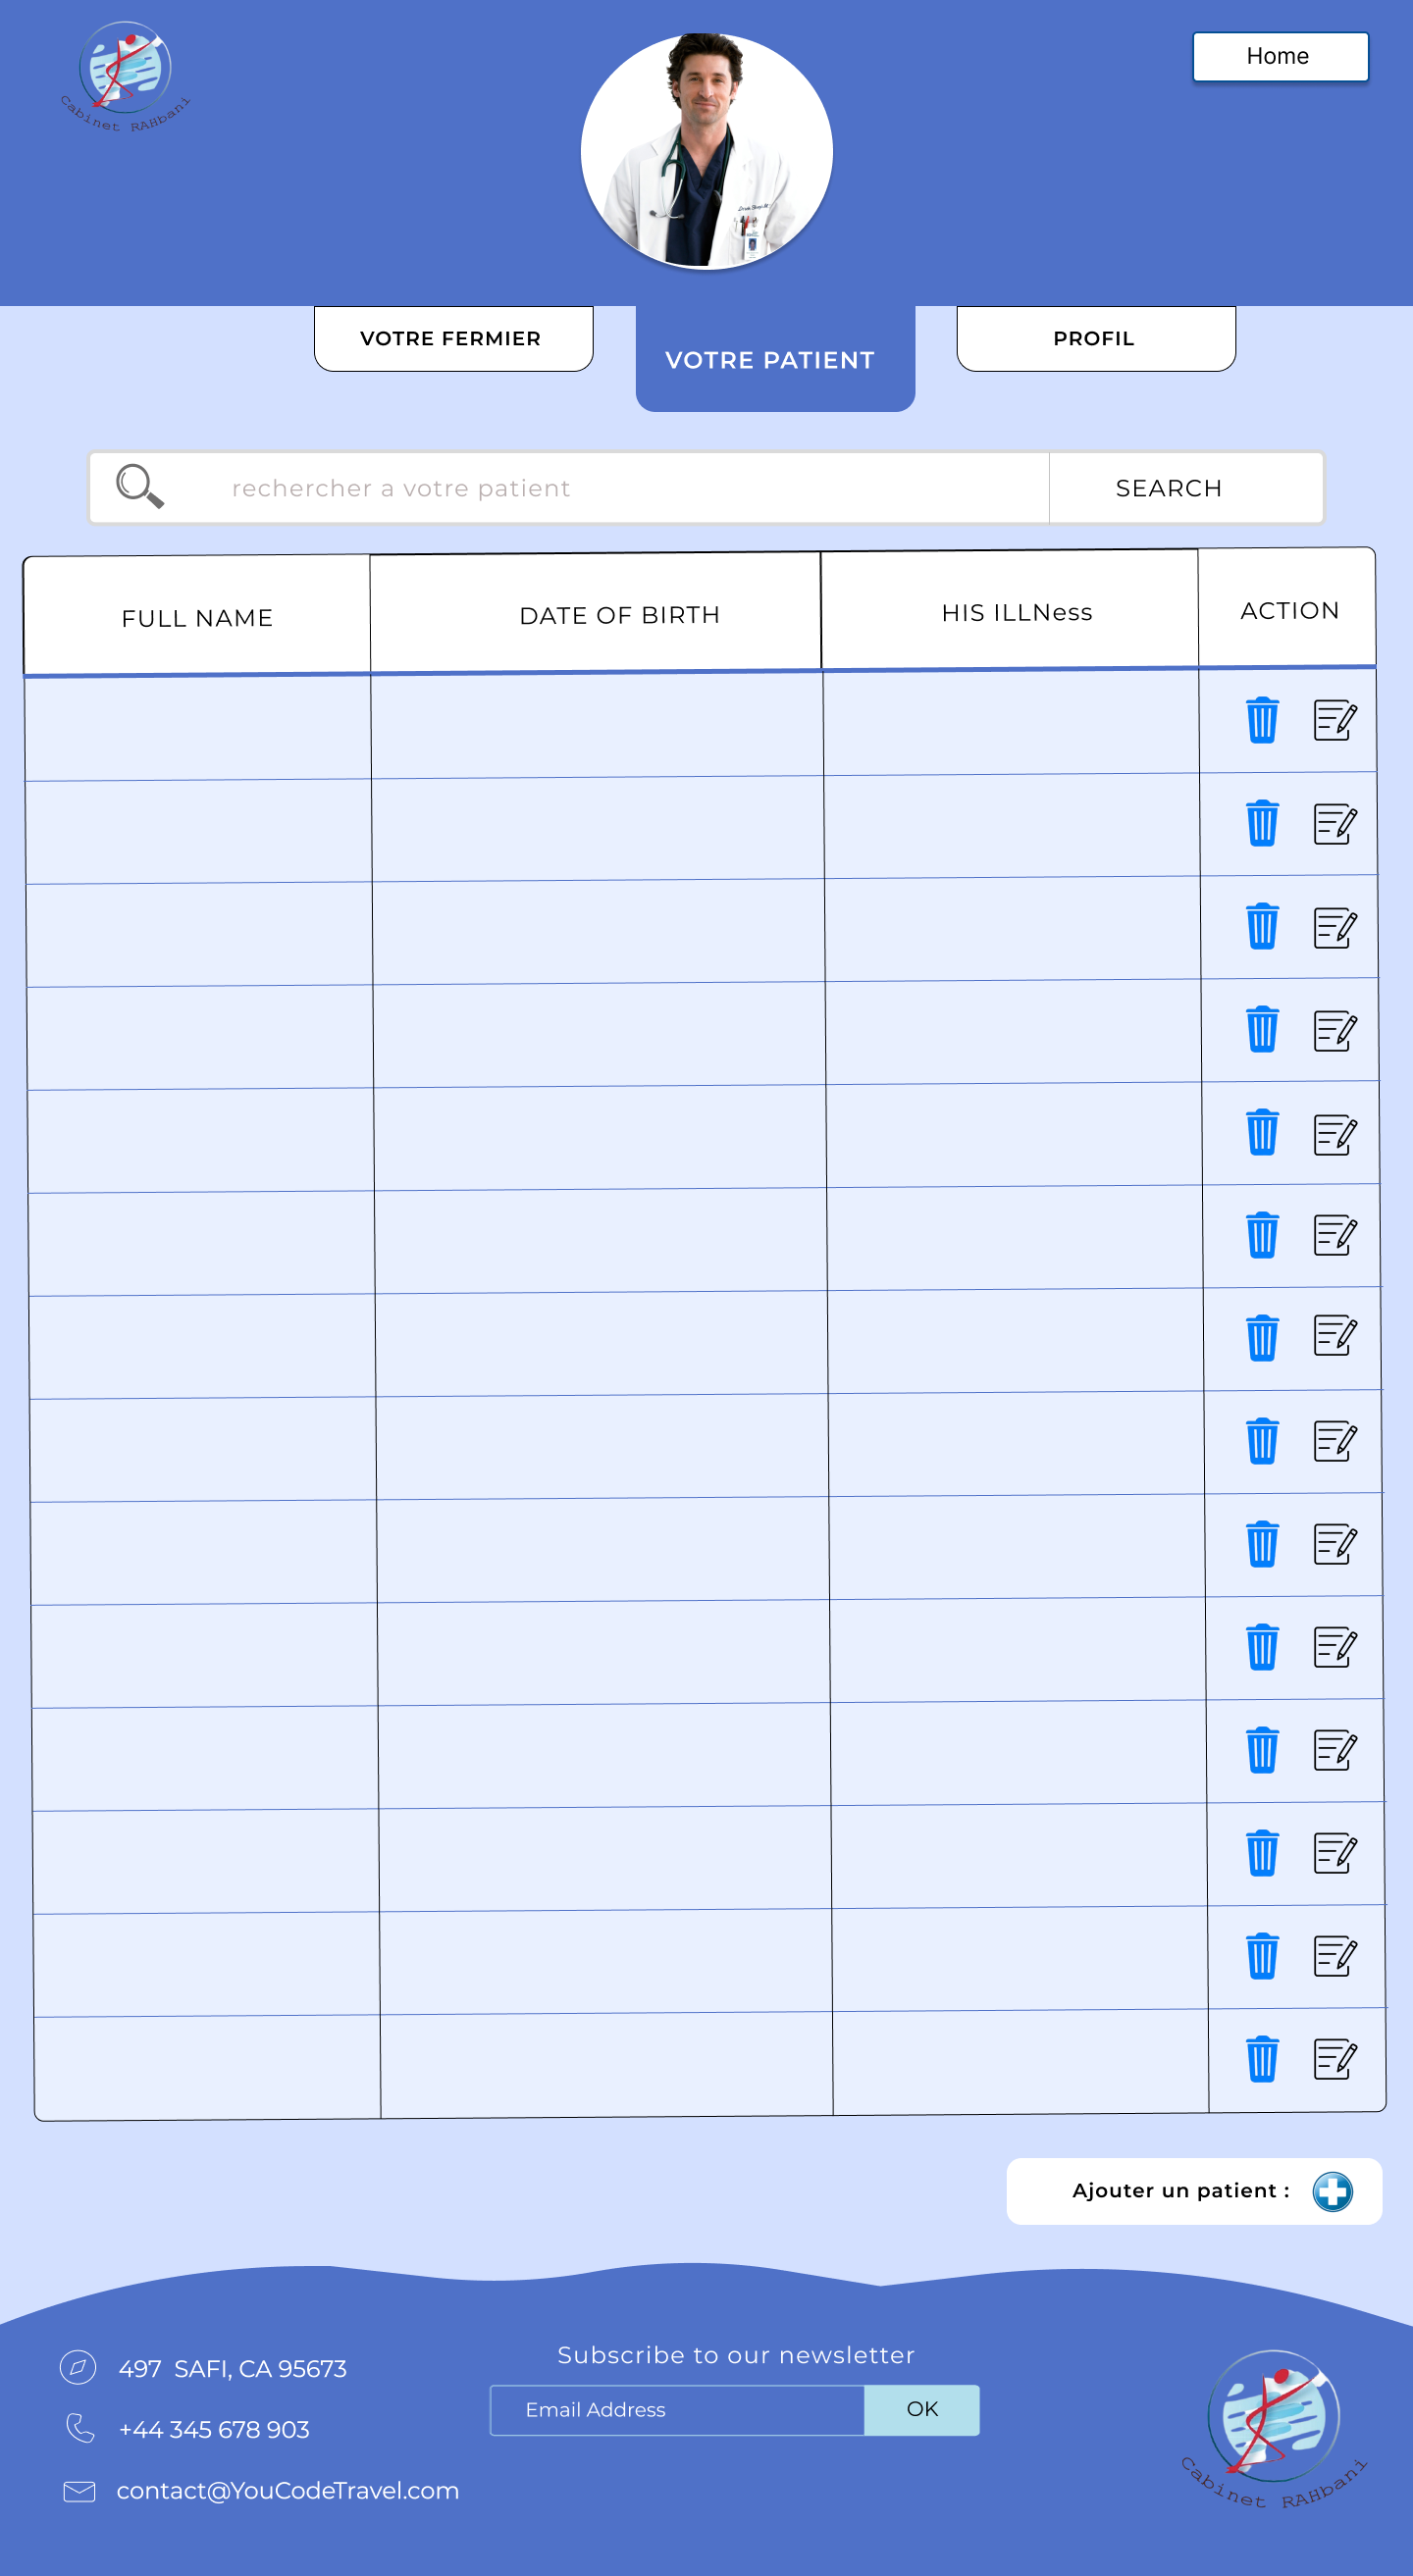 Cabinet RAHbani
Home
VOTRE FERMIER
VOTRE PATIENT
PROFIL
rechercher a votre patient
SEARCH
FULL NAME
DATE OF BIRTH
HIS ILLNess
ACTION
Ajouter un patient :
Subscribe to our newsletter
497 SAFI, CA 95673
Email Address
OK
+44 345 678 903
contact@YouCodeTravel.com
Cabinet RAHbani